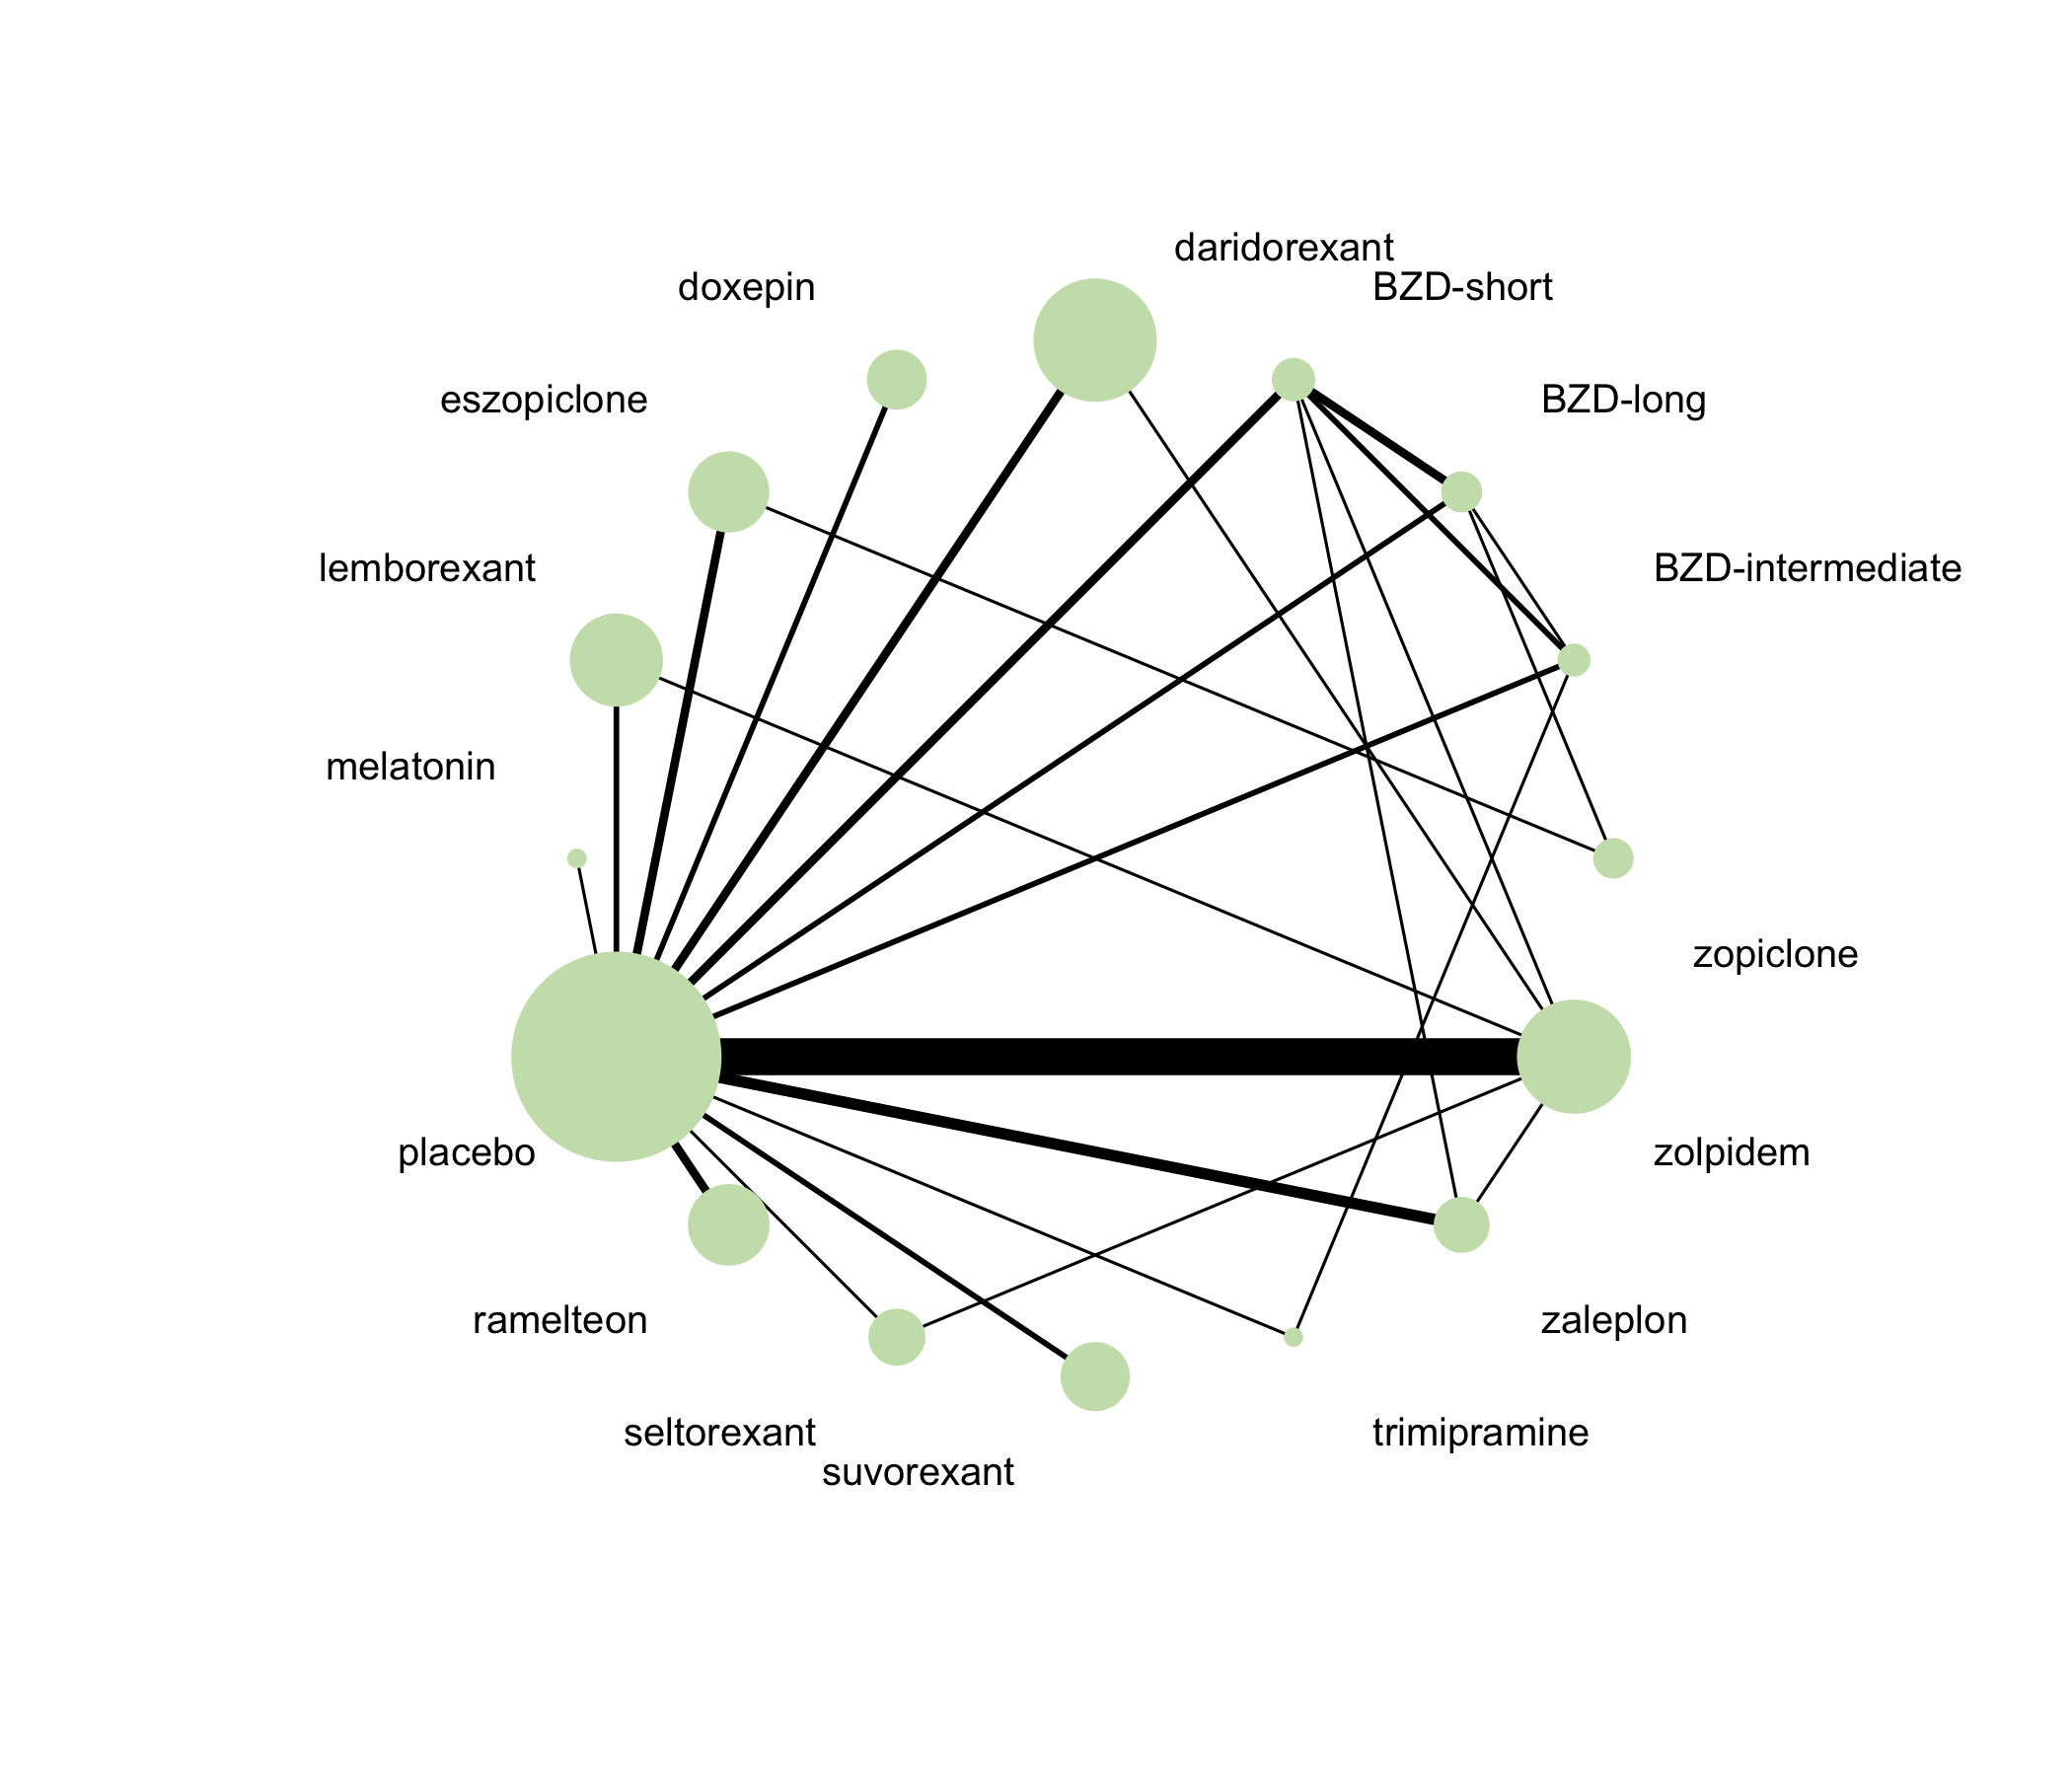 daridorexant
doxepin
BZD-short
eszopiclone
BZD-long
lemborexant
BZD-intermediate
melatonin
zopiclone
placebo
zolpidem
ramelteon
zaleplon
seltorexant
trimipramine
suvorexant